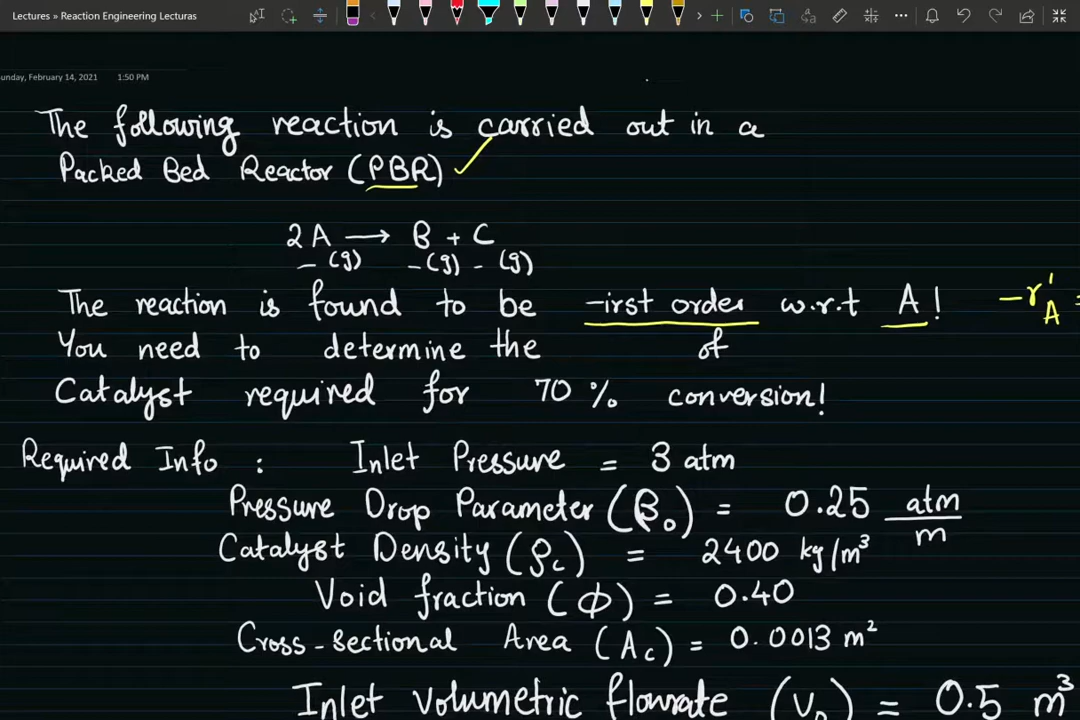 Lectures » Reaction Engineering Lecturas
unday, February 14, 2021 1:50 PM
The following reaction is carried out in a
Packed Bed Reactor (PBR) ✓
2A → B + C
-(g) -(g) -(g)
The reaction is found to be -irst order w.r.t A! -r'A =
You need to determine the of
Catalyst required for 70 % conversion!
Required Info : Inlet Pressure = 3 atm
Pressure Drop Parameter (β₀) = 0.25 atm/m
Catalyst Density (ρc) = 2400 kg/m³
Void fraction (ϕ) = 0.40
Cross-sectional Area (Ac) = 0.0013 m²
Inlet volumetric flowrate (v₀) = 0.5 m³